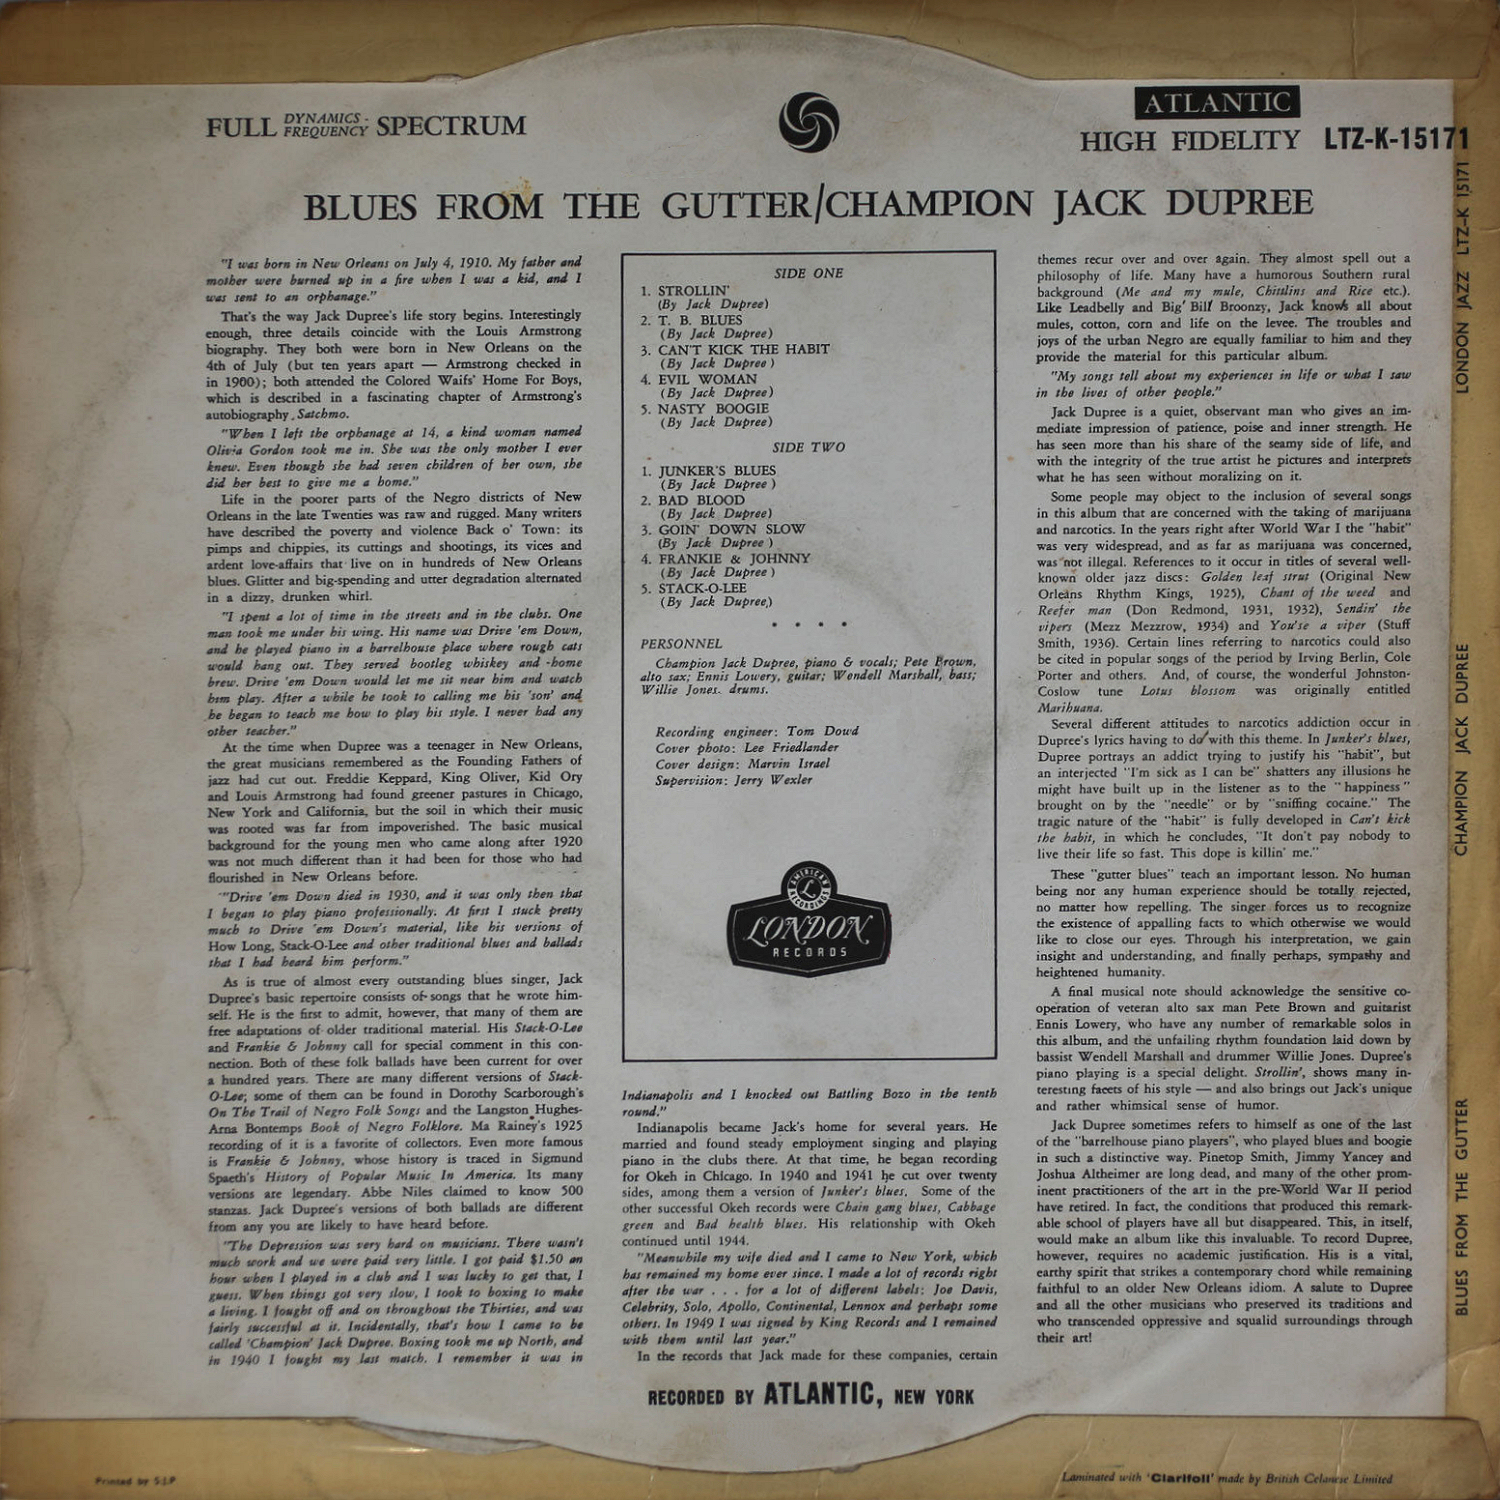 FULL DYNAMICS - FREQUENCY SPECTRUM
ATLANTIC
HIGH FIDELITY LTZ-K-15171
BLUES FROM THE GUTTER/CHAMPION JACK DUPREE
"I was born in New Orleans on July 4, 1910. My father and
mother were burned up in a fire when I was a kid, and I
was sent to an orphanage."
That's the way Jack Dupree's life story begins. Interestingly
enough, three details coincide with the Louis Armstrong
biography. They both were born in New Orleans on the
4th of July (but ten years apart — Armstrong checked in
in 1900); both attended the Colored Waifs' Home For Boys,
which is described in a fascinating chapter of Armstrong's
autobiography, Satchmo.
"When I left the orphanage at 14, a kind woman named
Olivia Gordon took me in. She was the only mother I ever
knew. Even though she had seven children of her own, she
did her best to give me a home."
Life in the poorer parts of the Negro districts of New
Orleans in the late Twenties was raw and rugged. Many writers
have described the poverty and violence Back o' Town: its
pimps and chippies, its cuttings and shootings, its vices and
ardent love-affairs that live on in hundreds of New Orleans
blues. Glitter and big-spending and utter degradation alternated
in a dizzy, drunken whirl.
"I spent a lot of time in the streets and in the clubs. One
man took me under his wing. His name was Drive 'em Down,
and he played piano in a barrelhouse place where rough cats
would hang out. They served bootleg whiskey and home
brew. Drive 'em Down would let me sit near him and watch
him play. After a while he took to calling me his 'son' and
he began to teach me how to play his style. I never had any
other teacher."
At the time when Dupree was a teenager in New Orleans,
the great musicians remembered as the Founding Fathers of
jazz had cut out. Freddie Keppard, King Oliver, Kid Ory
and Louis Armstrong had found greener pastures in Chicago,
New York and California, but the soil in which their music
was rooted was far from impoverished. The basic musical
background for the young men who came along after 1920
was not much different than it had been for those who had
flourished in New Orleans before.
"Drive 'em Down died in 1930, and it was only then that
I began to play piano professionally. At first I stuck pretty
much to Drive 'em Down's material, like his versions of
How Long, Stack-O-Lee and other traditional blues and ballads
that I had heard him perform."
As is true of almost every outstanding blues singer, Jack
Dupree's basic repertoire consists of songs that he wrote him-
self. He is the first to admit, however, that many of them are
free adaptations of older traditional material. His Stack-O-Lee
and Frankie & Johnny call for special comment in this con-
nection. Both of these folk ballads have been current for over
a hundred years. There are many different versions of Stack-
O-Lee; some of them can be found in Dorothy Scarborough's
On The Trail of Negro Folk Songs and the Langston Hughes-
Arna Bontemps Book of Negro Folklore. Ma Rainey's 1925
recording of it is a favorite of collectors. Even more famous
is Frankie & Johnny, whose history is traced in Sigmund
Spaeth's History of Popular Music In America. Its many
versions are legendary. Abbe Niles claimed to know 500
stanzas. Jack Dupree's versions of both ballads are different
from any you are likely to have heard before.
"The Depression was very hard on musicians. There wasn't
much work and we were paid very little. I got paid $1.50 an
hour when I played in a club and I was lucky to get that, I
guess. When things got very slow, I took to boxing to make
a living. I fought off and on throughout the Thirties, and was
fairly successful at it. Incidentally, that's how I came to be
called 'Champion' Jack Dupree. Boxing took me up North, and
in 1940 I fought my last match. I remember it was in
SIDE ONE
1. STROLLIN'
(By Jack Dupree)
2. T. B. BLUES
(By Jack Dupree)
3. CAN'T KICK THE HABIT
(By Jack Dupree)
4. EVIL WOMAN
(By Jack Dupree)
5. NASTY BOOGIE
(By Jack Dupree)
SIDE TWO
1. JUNKER'S BLUES
(By Jack Dupree)
2. BAD BLOOD
(By Jack Dupree)
3. GOIN' DOWN SLOW
(By Jack Dupree)
4. FRANKIE & JOHNNY
(By Jack Dupree)
5. STACK-O-LEE
(By Jack Dupree)
. . . .
PERSONNEL
Champion Jack Dupree, piano & vocals; Pete Brown,
alto sax; Ennis Lowery, guitar; Wendell Marshall, bass;
Willie Jones. drums.
Recording engineer: Tom Dowd
Cover photo: Lee Friedlander
Cover design: Marvin Israel
Supervision: Jerry Wexler
AMERICAN
L
RECORDINGS
LONDON
RECORDS
Indianapolis and I knocked out Battling Bozo in the tenth
round."
Indianapolis became Jack's home for several years. He
married and found steady employment singing and playing
piano in the clubs there. At that time, he began recording
for Okeh in Chicago. In 1940 and 1941 he cut over twenty
sides, among them a version of Junker's blues. Some of the
other successful Okeh records were Chain gang blues, Cabbage
green and Bad health blues. His relationship with Okeh
continued until 1944.
"Meanwhile my wife died and I came to New York, which
has remained my home ever since. I made a lot of records right
after the war . . . for a lot of different labels: Joe Davis,
Celebrity, Solo, Apollo, Continental, Lennox and perhaps some
others. In 1949 I was signed by King Records and I remained
with them until last year."
In the records that Jack made for these companies, certain
themes recur over and over again. They almost spell out a
philosophy of life. Many have a humorous Southern rural
background (Me and my mule, Chittlins and Rice etc.).
Like Leadbelly and Big Bill Broonzy, Jack knows all about
mules, cotton, corn and life on the levee. The troubles and
joys of the urban Negro are equally familiar to him and they
provide the material for this particular album.
"My songs tell about my experiences in life or what I saw
in the lives of other people."
Jack Dupree is a quiet, observant man who gives an im-
mediate impression of patience, poise and inner strength. He
has seen more than his share of the seamy side of life, and
with the integrity of the true artist he pictures and interprets
what he has seen without moralizing on it.
Some people may object to the inclusion of several songs
in this album that are concerned with the taking of marijuana
and narcotics. In the years right after World War I the "habit"
was very widespread, and as far as marijuana was concerned,
was not illegal. References to it occur in titles of several well-
known older jazz discs: Golden leaf strut (Original New
Orleans Rhythm Kings, 1925), Chant of the weed and
Reefer man (Don Redmond, 1931, 1932), Sendin' the
vipers (Mezz Mezzrow, 1934) and You'se a viper (Stuff
Smith, 1936). Certain lines referring to narcotics could also
be cited in popular songs of the period by Irving Berlin, Cole
Porter and others. And, of course, the wonderful Johnston-
Coslow tune Lotus blossom was originally entitled
Marihuana.
Several different attitudes to narcotics addiction occur in
Dupree's lyrics having to do with this theme. In Junker's blues,
Dupree portrays an addict trying to justify his "habit", but
an interjected "I'm sick as I can be" shatters any illusions he
might have built up in the listener as to the "happiness"
brought on by the "needle" or by "sniffing cocaine." The
tragic nature of the "habit" is fully developed in Can't kick
the habit, in which he concludes, "It don't pay nobody to
live their life so fast. This dope is killin' me."
These "gutter blues" teach an important lesson. No human
being nor any human experience should be totally rejected,
no matter how repelling. The singer forces us to recognize
the existence of appalling facts to which otherwise we would
like to close our eyes. Through his interpretation, we gain
insight and understanding, and finally perhaps, sympathy and
heightened humanity.
A final musical note should acknowledge the sensitive co-
operation of veteran alto sax man Pete Brown and guitarist
Ennis Lowery, who have any number of remarkable solos in
this album, and the unfailing rhythm foundation laid down by
bassist Wendell Marshall and drummer Willie Jones. Dupree's
piano playing is a special delight. Strollin', shows many in-
teresting facets of his style — and also brings out Jack's unique
and rather whimsical sense of humor.
Jack Dupree sometimes refers to himself as one of the last
of the "barrelhouse piano players", who played blues and boogie
in such a distinctive way. Pinetop Smith, Jimmy Yancey and
Joshua Altheimer are long dead, and many of the other prom-
inent practitioners of the art in the pre-World War II period
have retired. In fact, the conditions that produced this remark-
able school of players have all but disappeared. This, in itself,
would make an album like this invaluable. To record Dupree,
however, requires no academic justification. His is a vital,
earthy spirit that strikes a contemporary chord while remaining
faithful to an older New Orleans idiom. A salute to Dupree
and all the other musicians who preserved its traditions and
who transcended oppressive and squalid surroundings through
their art!
RECORDED BY ATLANTIC, NEW YORK
Printed by S.I.P
Laminated with 'Clarifoil' made by British Celanese Limited
BLUES FROM THE GUTTER CHAMPION JACK DUPREE LONDON JAZZ LTZ-K 15171